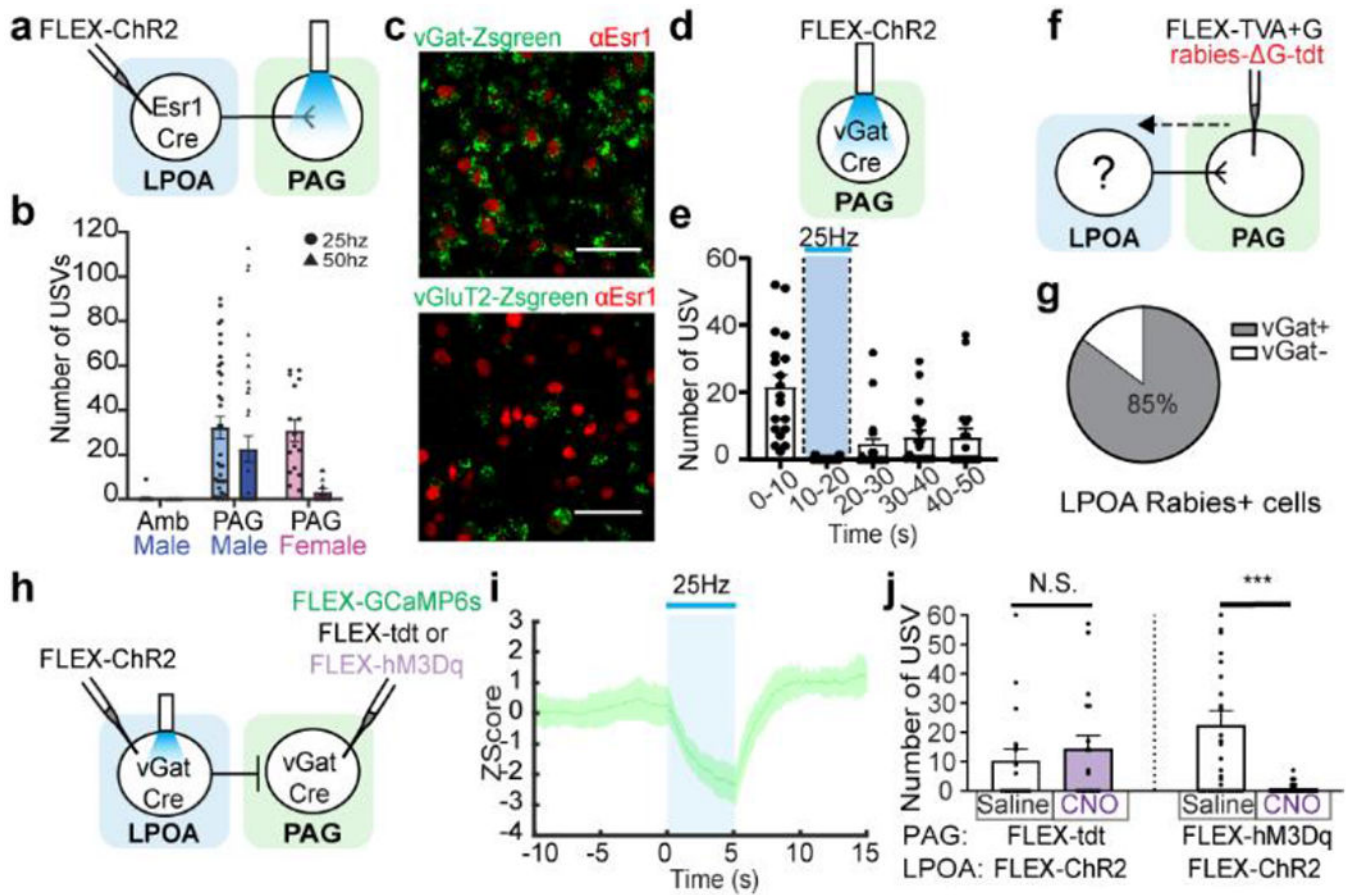 a
FLEX-ChR2
Esr1
Cre
LPOA
PAG
b
Number of USVs
120
100
80
60
40
20
0
25hz
50hz
Amb
Male
PAG
Male
PAG
Female
c
vGat-Zsgreen αEsr1
vGluT2-Zsgreen αEsr1
d
FLEX-ChR2
vGat
Cre
PAG
e
25Hz
Number of USV
60
40
20
0
0-10
10-20
20-30
30-40
40-50
Time (s)
f
FLEX-TVA+G
rabies-ΔG-tdt
?
LPOA
PAG
g
vGat+
vGat-
85%
LPOA Rabies+ cells
h
FLEX-GCaMP6s
FLEX-tdt or
FLEX-hM3Dq
FLEX-ChR2
vGat
Cre
LPOA
vGat
Cre
PAG
i
25Hz
ZScore
3
2
1
0
-1
-2
-3
-4
-10
-5
0
5
10
15
Time (s)
j
N.S.
***
Number of USV
60
50
40
30
20
10
0
Saline CNO
Saline CNO
PAG: FLEX-tdt FLEX-hM3Dq
LPOA: FLEX-ChR2 FLEX-ChR2